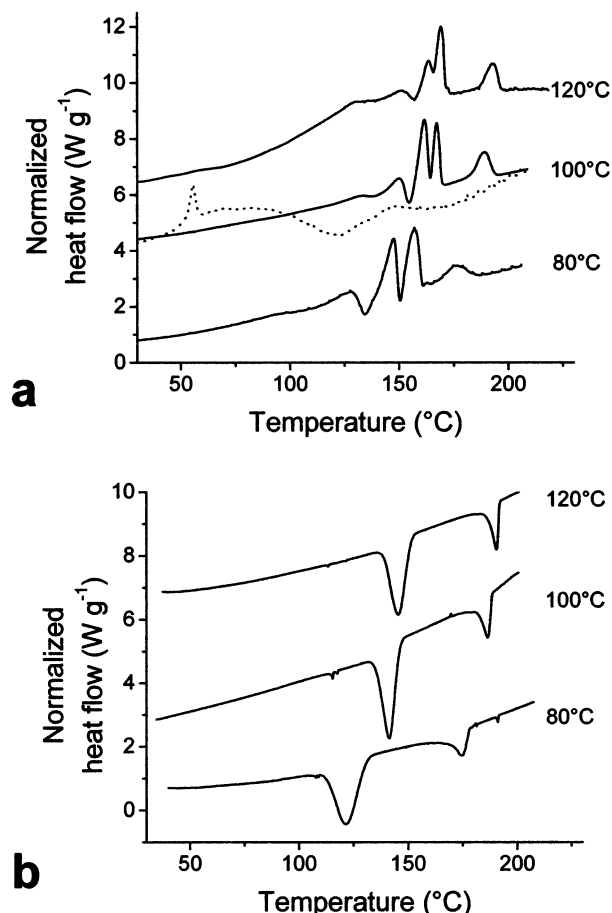 12
10
8
6
4
2
0
Normalized
heat flow (W g⁻¹)
120°C
100°C
80°C
50
100
150
200
Temperature (°C)
a
10
8
6
4
2
0
Normalized
heat flow (W g⁻¹)
120°C
100°C
80°C
50
100
150
200
Temperature (°C)
b